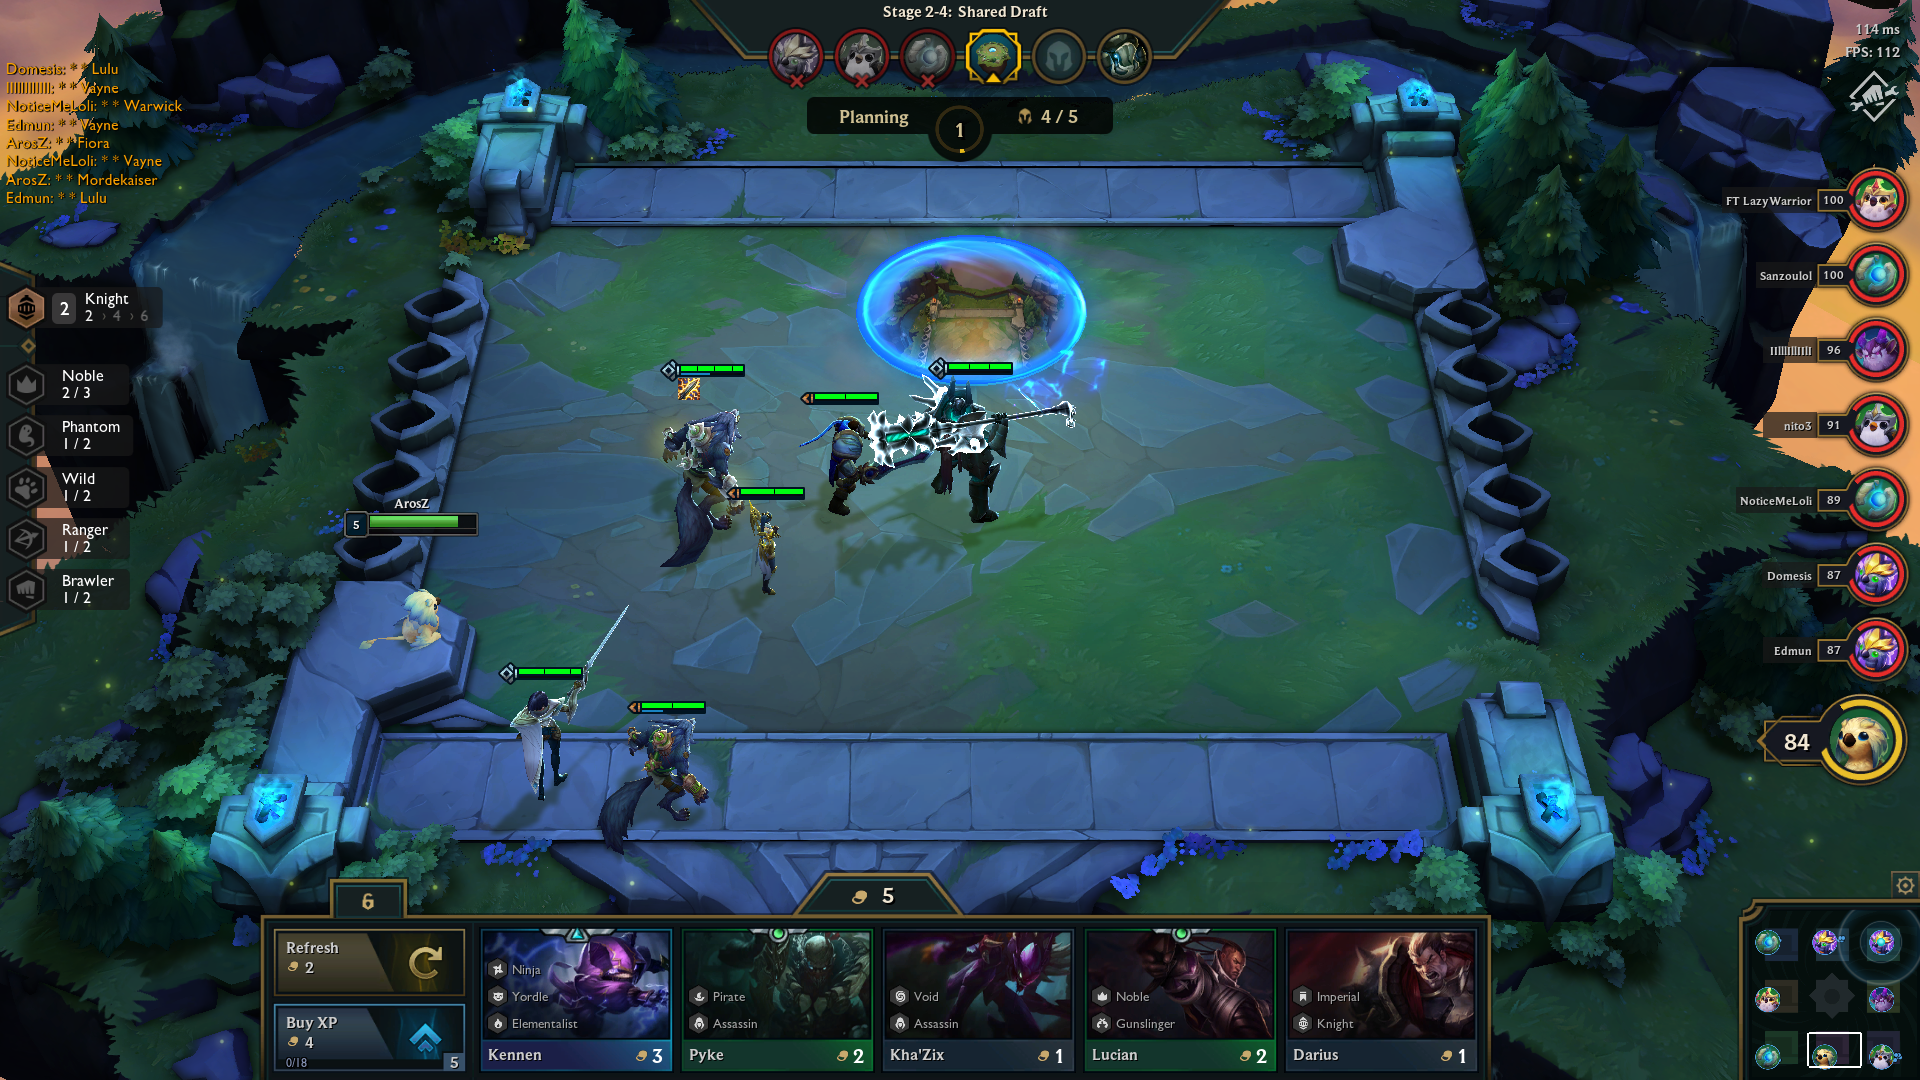 Stage 2-4: Shared Draft
114 ms
FPS: 112
Planning
1
4 / 5
Domesis: * * Lulu
IIIIIIIIIIII: * * Vayne
NoticeMeLoli: * * Warwick
Edmun: * * Vayne
ArosZ: * * Fiora
NoticeMeLoli: * * Vayne
ArosZ: * * Mordekaiser
Edmun: * * Lulu
2
Knight
2 › 4 › 6
Noble
2 / 3
Phantom
1 / 2
Wild
1 / 2
Ranger
1 / 2
Brawler
1 / 2
ArosZ
5
FT LazyWarrior 100
Sanzoulol 100
96
nito3 91
NoticeMeLoli 89
Domesis 87
Edmun 87
84
6
5
Refresh
2
Buy XP
4
0/18
5
Ninja
Yordle
Elementalist
Kennen 3
Pirate
Assassin
Pyke 2
Void
Assassin
Kha'Zix 1
Noble
Gunslinger
Lucian 2
Imperial
Knight
Darius 1